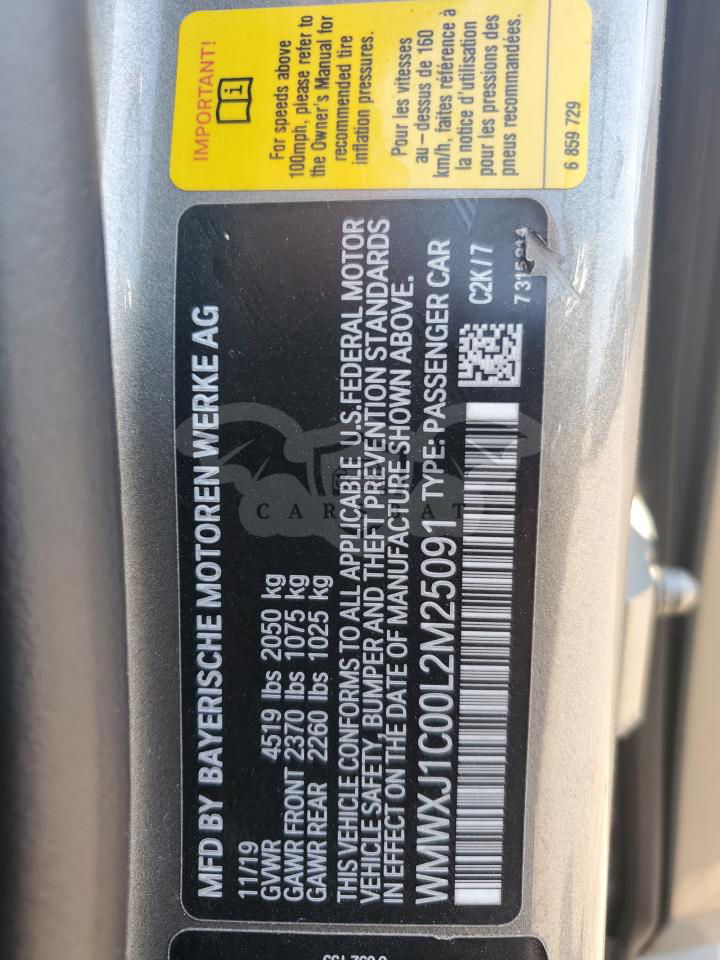 MFD BY BAYERISCHE MOTOREN WERKE AG
11/19
GVWR 4519 lbs 2050 kg
GAWR FRONT 2370 lbs 1075 kg
GAWR REAR 2260 lbs 1025 kg
THIS VEHICLE CONFORMS TO ALL APPLICABLE U.S.FEDERAL MOTOR
VEHICLE SAFETY, BUMPER AND THEFT PREVENTION STANDARDS
IN EFFECT ON THE DATE OF MANUFACTURE SHOWN ABOVE.
WMWXJ1C00L2M25091 TYPE: PASSENGER CAR
C2K/7
IMPORTANT!
For speeds above
100mph, please refer to
the Owner's Manual for
recommended tire
inflation pressures.
Pour les vitesses
au-dessus de 160
km/h, faites référence à
la notice d'utilisation
pour les pressions des
pneus recommandées.
6 859 729